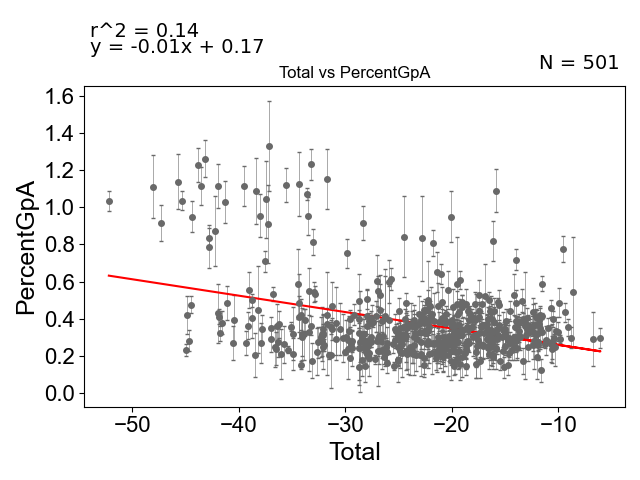 r^2 = 0.14
y = -0.01x + 0.17
N = 501
Total vs PercentGpA
1.6
1.4
1.2
1.0
0.8
0.6
0.4
0.2
0.0
PercentGpA
−50 −40 −30 −20 −10
Total